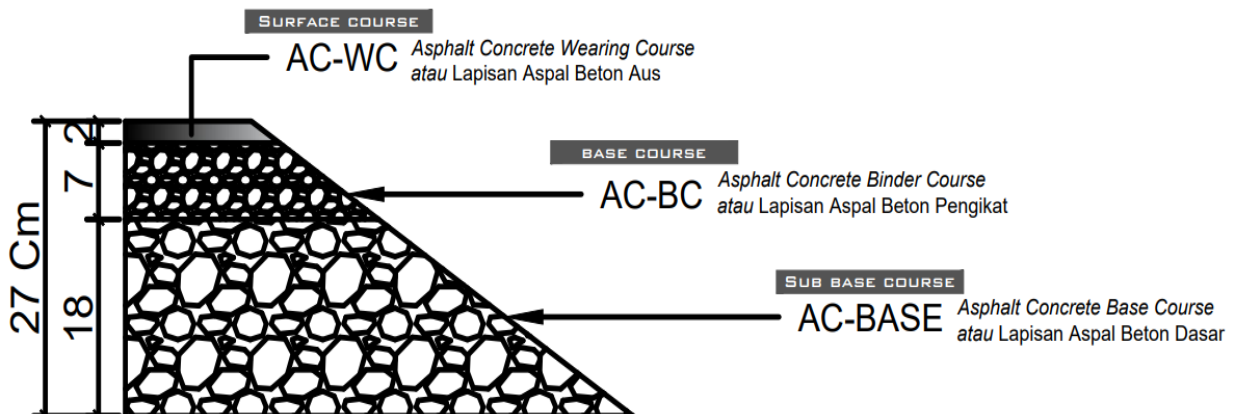 SURFACE COURSE
AC-WC
Asphalt Concrete Wearing Course
atau Lapisan Aspal Beton Aus
BASE COURSE
AC-BC
Asphalt Concrete Binder Course
atau Lapisan Aspal Beton Pengikat
SUB BASE COURSE
AC-BASE
Asphalt Concrete Base Course
atau Lapisan Aspal Beton Dasar
27 Cm
2
7
18